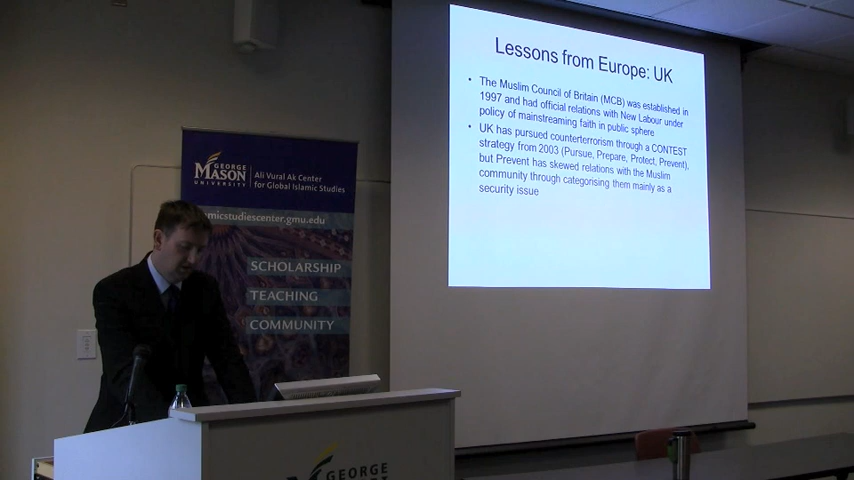 Lessons from Europe: UK
• The Muslim Council of Britain (MCB) was established in
1997 and had official relations with New Labour under
policy of mainstreaming faith in public sphere
• UK has pursued counterterrorism through a CONTEST
strategy from 2003 (Pursue, Prepare, Protect, Prevent),
but Prevent has skewed relations with the Muslim
community through categorising them mainly as a
security issue
GEORGE
MASON
UNIVERSITY
Ali Vural Ak Center
for Global Islamic Studies
micstudiescenter.gmu.edu
SCHOLARSHIP
TEACHING
COMMUNITY
GEORGE